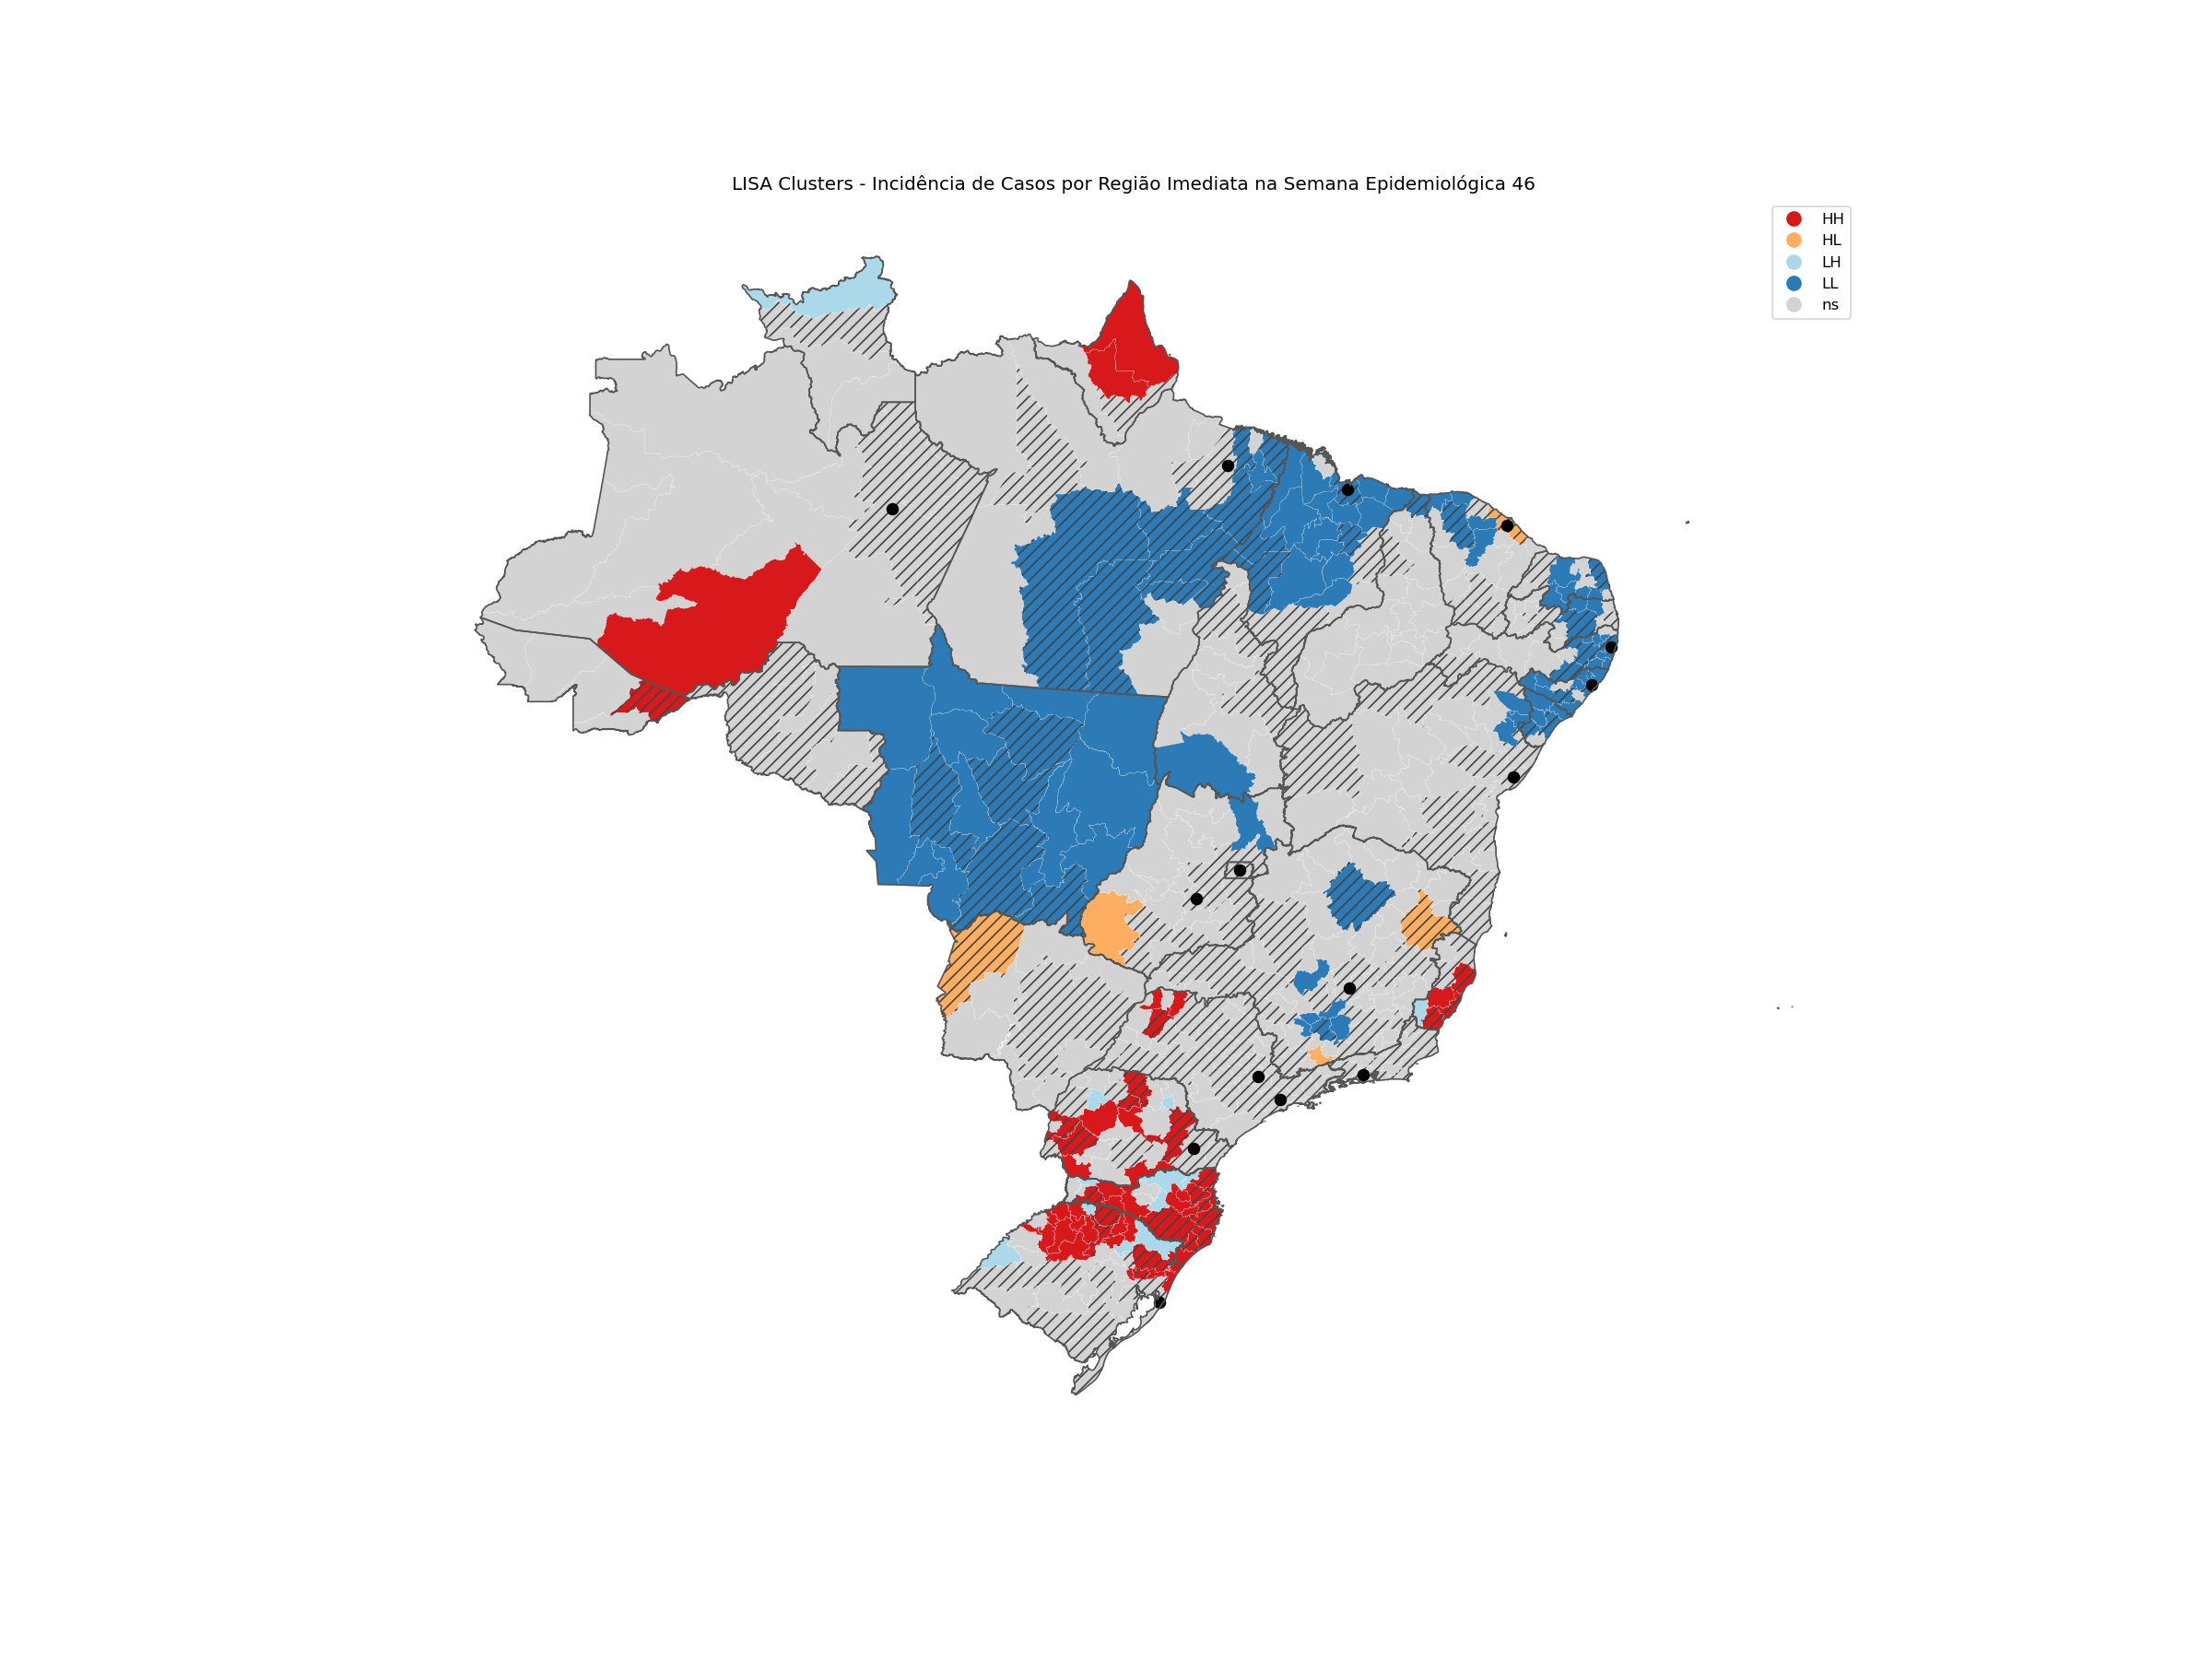 LISA Clusters - Incidência de Casos por Região Imediata na Semana Epidemiológica 46
HH
HL
LH
LL
ns